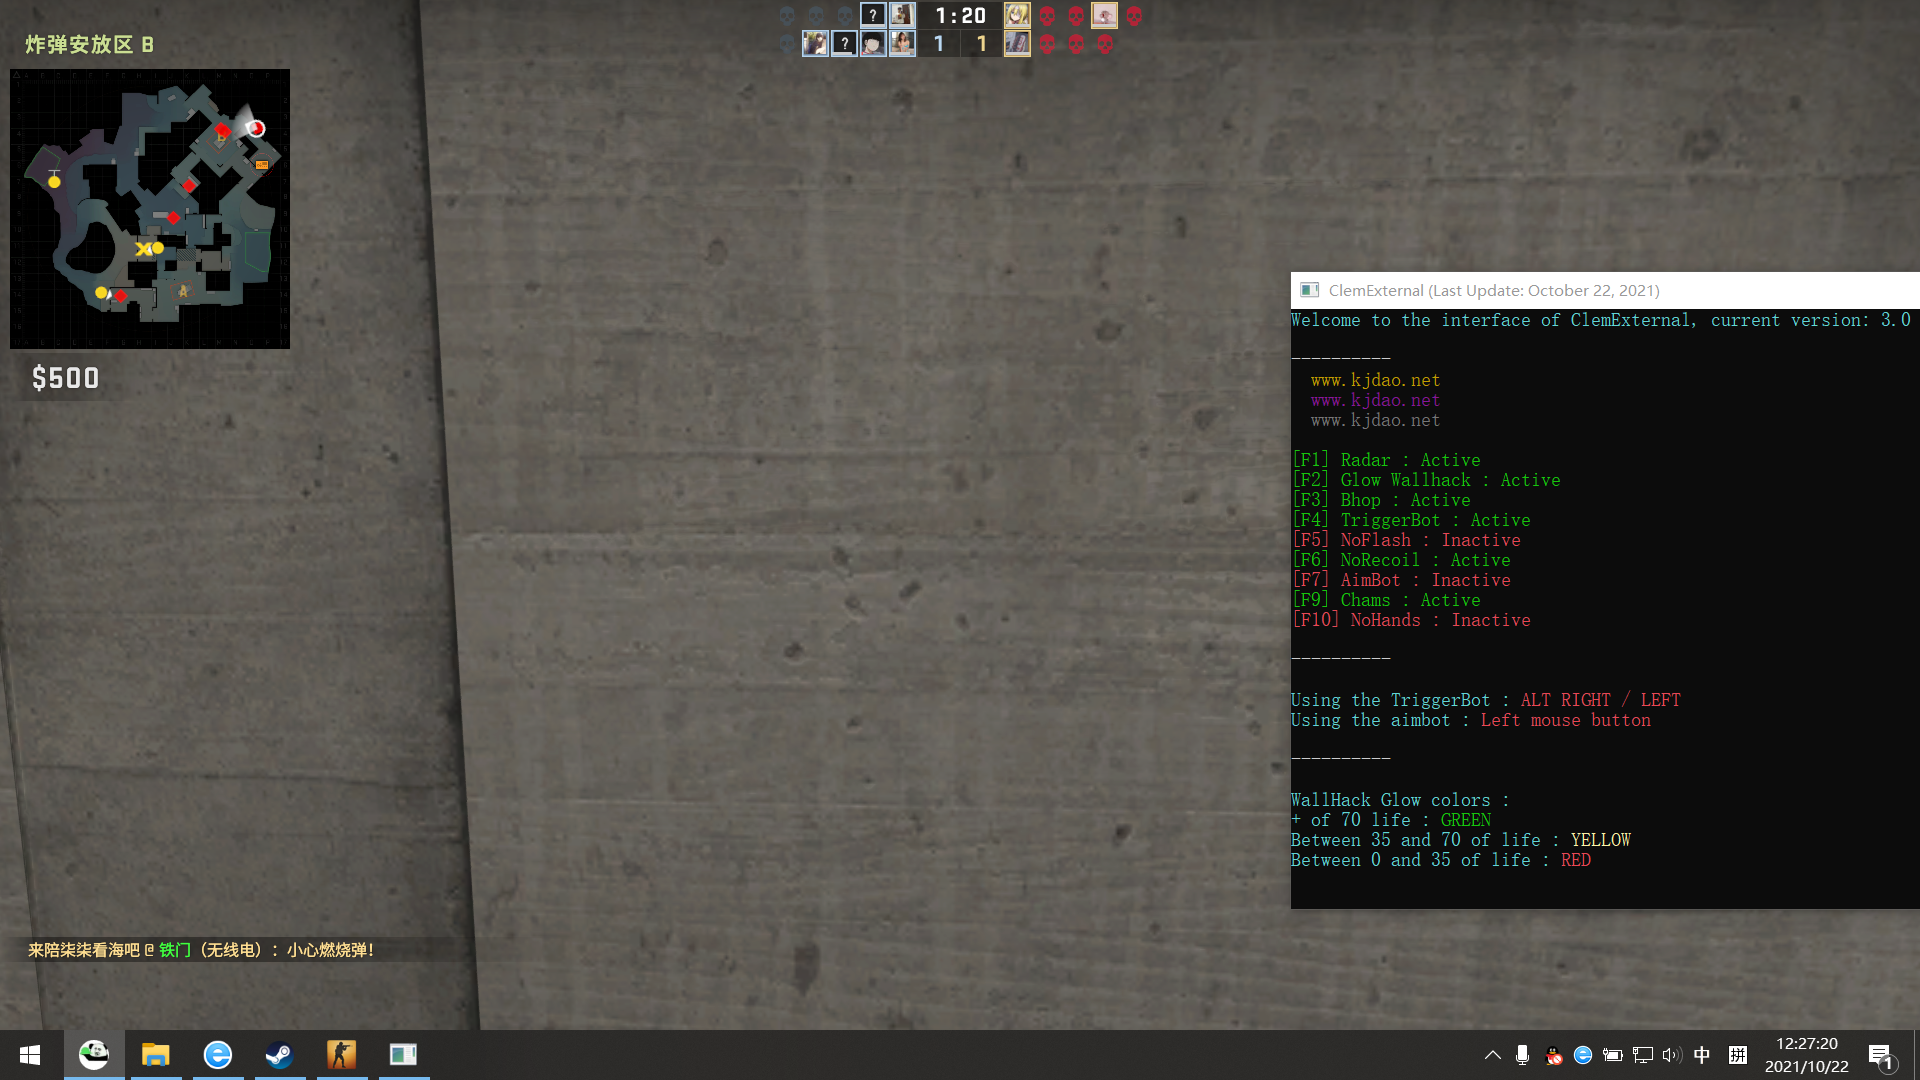 炸弹安放区 B
? 1:20
? 1 1
B
T
A
$500
ClemExternal (Last Update: October 22, 2021)
Welcome to the interface of ClemExternal, current version: 3.0
----------
www.kjdao.net
www.kjdao.net
www.kjdao.net
[F1] Radar : Active
[F2] Glow Wallhack : Active
[F3] Bhop : Active
[F4] TriggerBot : Active
[F5] NoFlash : Inactive
[F6] NoRecoil : Active
[F7] AimBot : Inactive
[F9] Chams : Active
[F10] NoHands : Inactive
----------
Using the TriggerBot : ALT RIGHT / LEFT
Using the aimbot : Left mouse button
----------
WallHack Glow colors :
+ of 70 life : GREEN
Between 35 and 70 of life : YELLOW
Between 0 and 35 of life : RED
来陪柒柒看海吧 @ 铁门 （无线电）：小心燃烧弹！
中 拼 12:27:20
2021/10/22 1